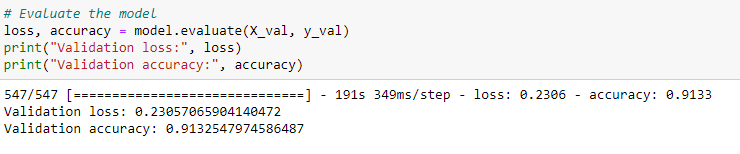 # Evaluate the model
loss, accuracy = model.evaluate(X_val, y_val)
print("Validation loss:", loss)
print("Validation accuracy:", accuracy)
547/547 [==============================] - 191s 349ms/step - loss: 0.2306 - accuracy: 0.9133
Validation loss: 0.23057065904140472
Validation accuracy: 0.9132547974586487